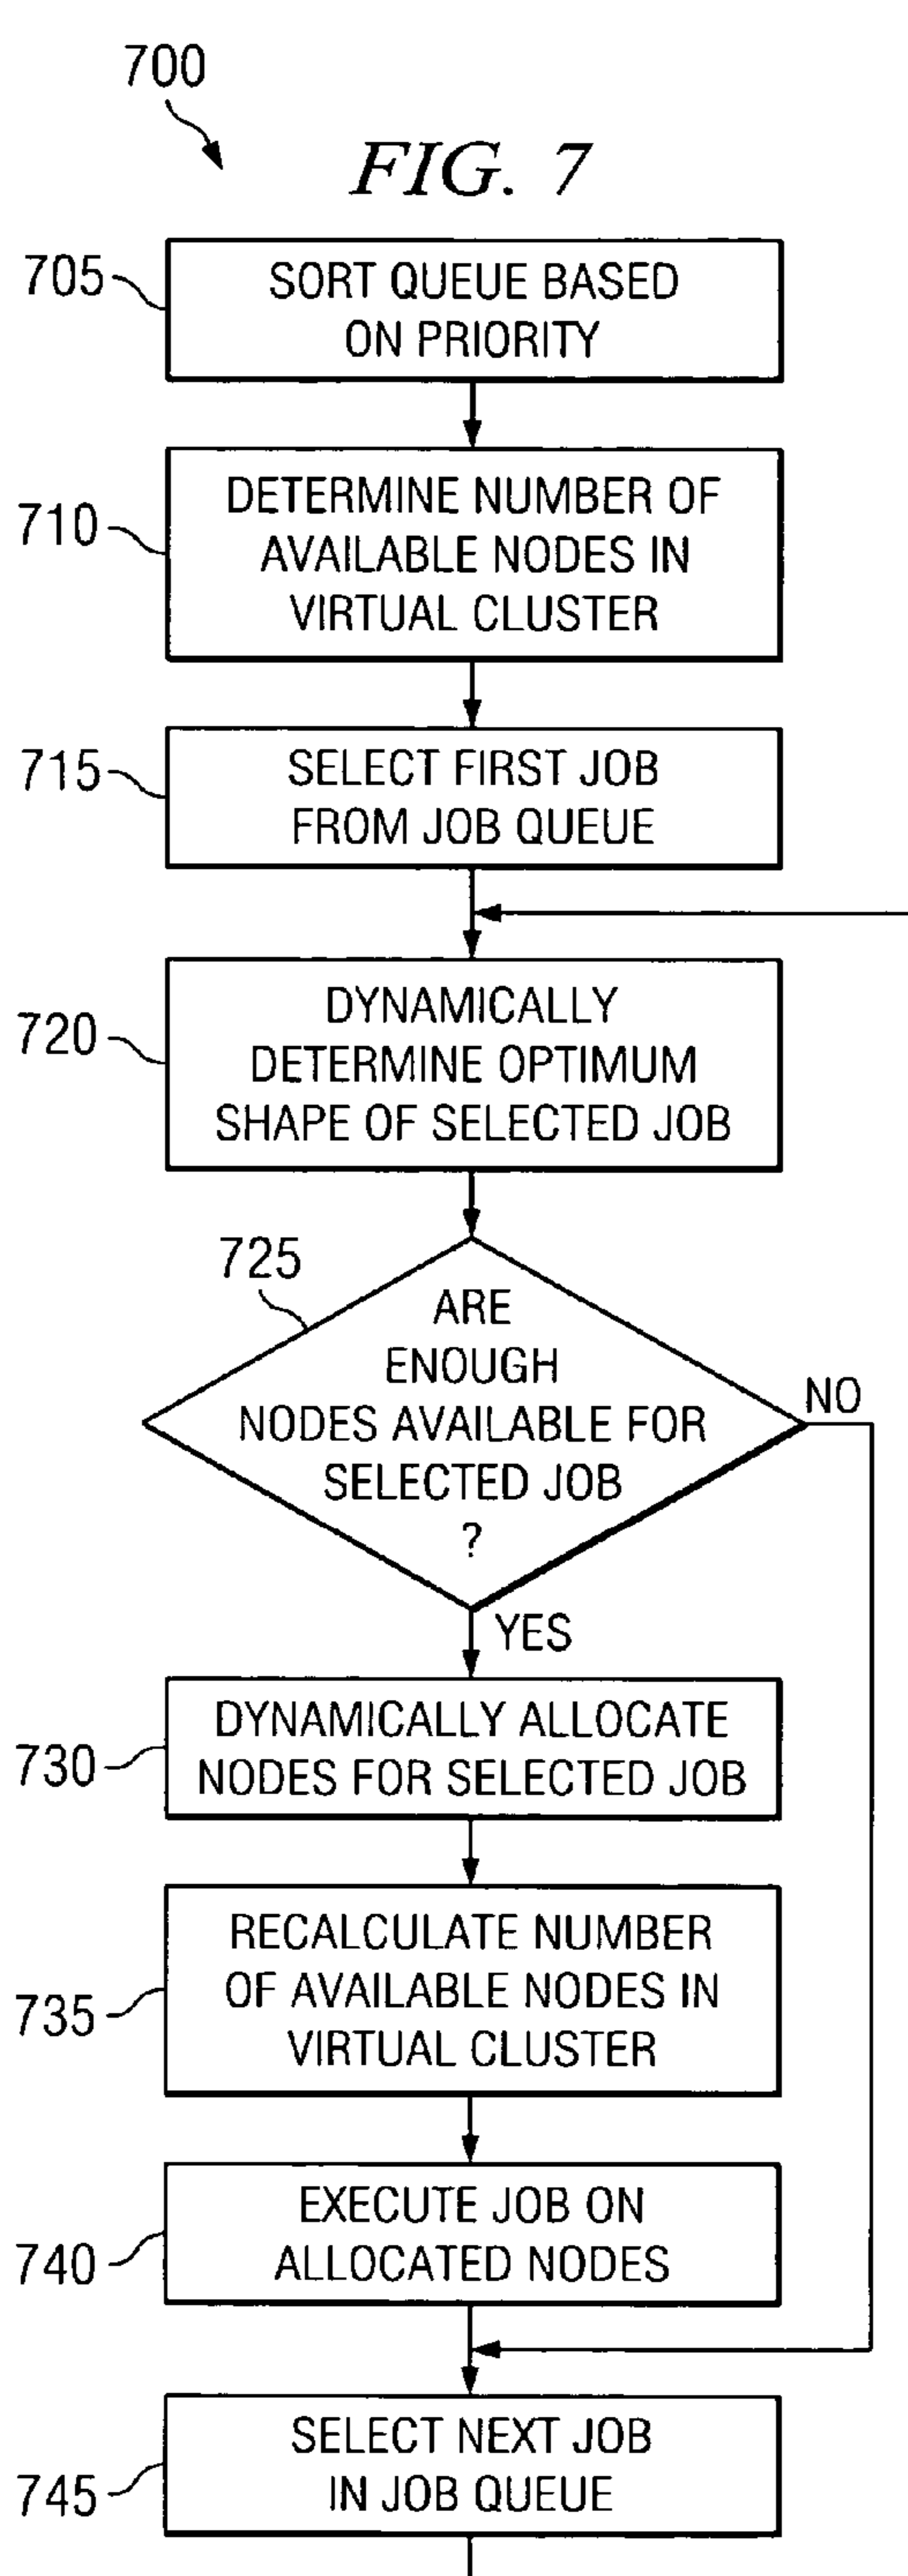 700
FIG. 7
705
SORT QUEUE BASED
ON PRIORITY
710
DETERMINE NUMBER OF
AVAILABLE NODES IN
VIRTUAL CLUSTER
715
SELECT FIRST JOB
FROM JOB QUEUE
720
DYNAMICALLY
DETERMINE OPTIMUM
SHAPE OF SELECTED JOB
725
ARE
ENOUGH
NODES AVAILABLE FOR
SELECTED JOB
?
NO
YES
730
DYNAMICALLY ALLOCATE
NODES FOR SELECTED JOB
735
RECALCULATE NUMBER
OF AVAILABLE NODES IN
VIRTUAL CLUSTER
740
EXECUTE JOB ON
ALLOCATED NODES
745
SELECT NEXT JOB
IN JOB QUEUE